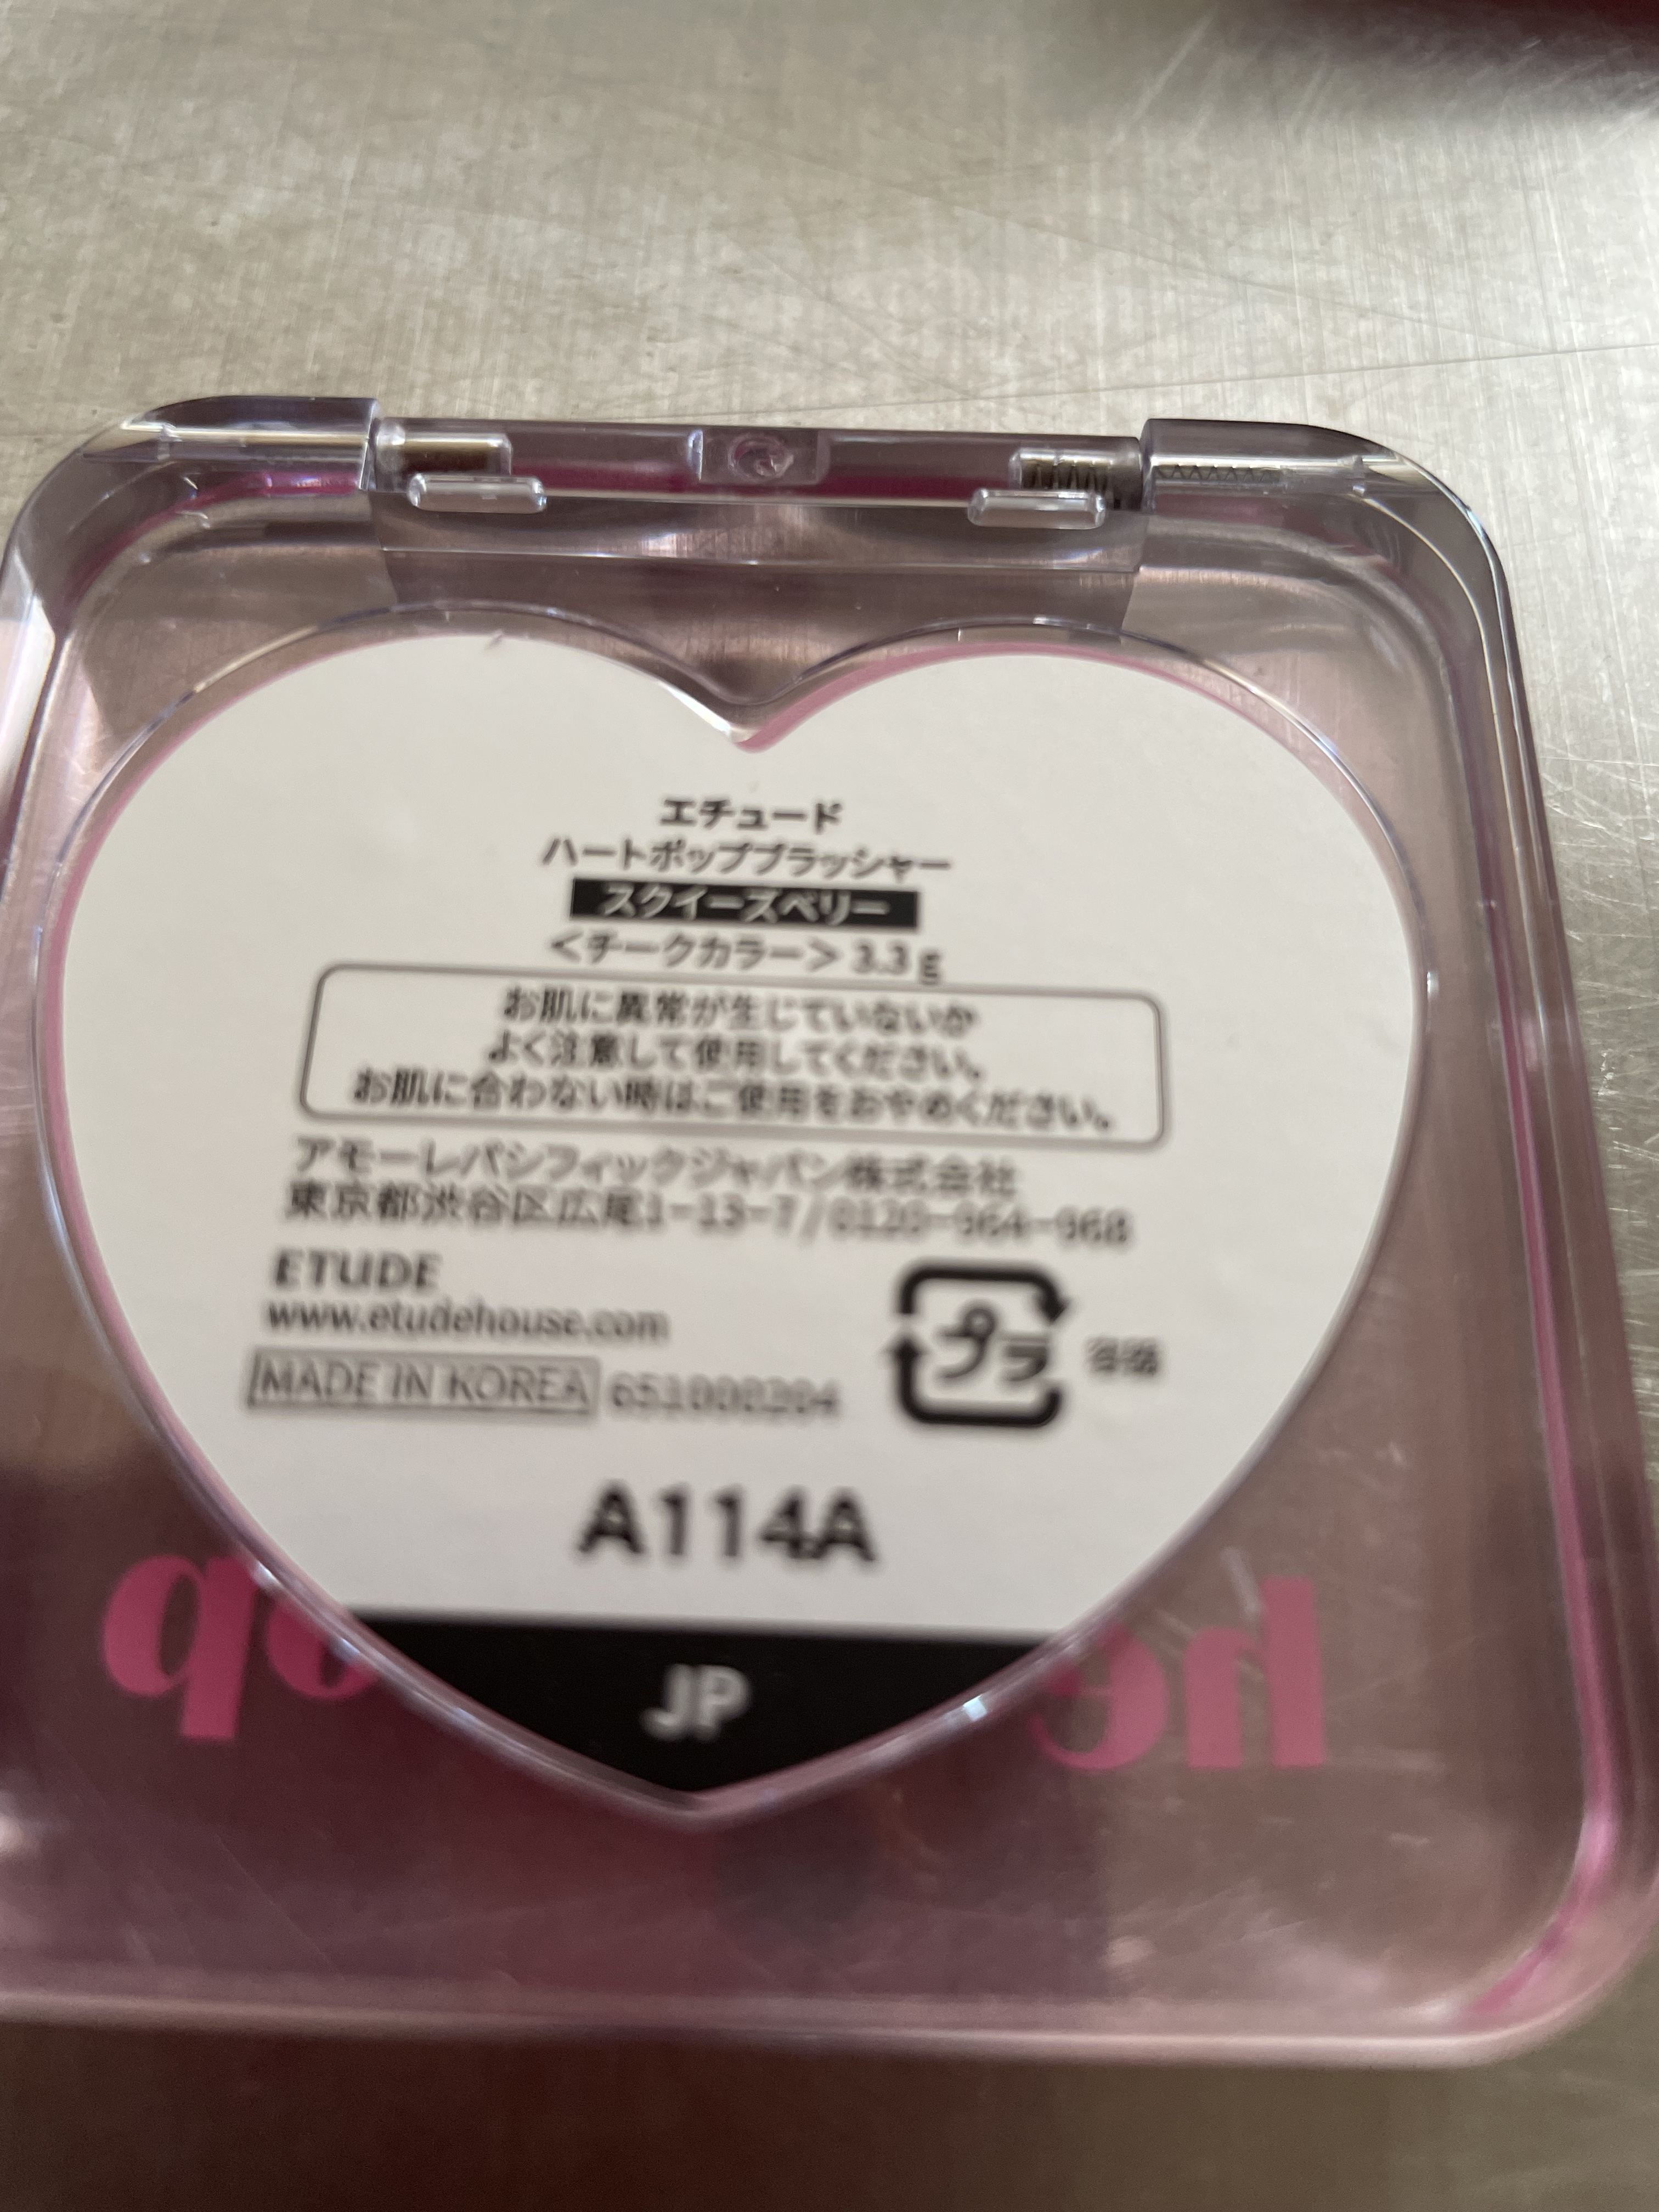 エチュード
ハートポップブラッシャー
スクイーズベリー
＜チークカラー＞ 3.3 g
お肌に異常が生じていないか
よく注意して使用してください。
お肌に合わない時はご使用をおやめください。
アモーレパシフィックジャパン株式会社
東京都渋谷区広尾1-13-7/0120-964-968
ETUDE
www.etudehouse.com
MADE IN KOREA 651000204
プラ 容器
A114A
JP